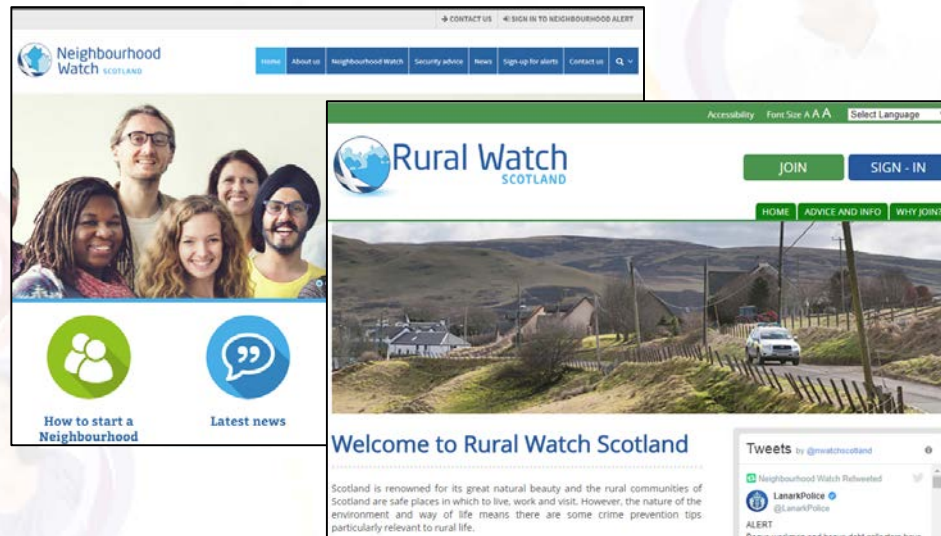 CONTACT US SIGN IN TO NEIGHBOURHOOD ALERT
Neighbourhood
Watch SCOTLAND
Home About us Neighbourhood Watch Security advice News Sign-up for alerts Contact us
How to start a
Neighbourhood
Latest news
Accessibility Font Size A A A Select Language
Rural Watch
SCOTLAND
JOIN SIGN - IN
HOME ADVICE AND INFO WHY JOIN?
Welcome to Rural Watch Scotland
Scotland is renowned for its great natural beauty and the rural communities of
Scotland are safe places in which to live, work and visit. However, the nature of the
environment and way of life means there are some crime prevention tips
particularly relevant to rural life.
Tweets by @nwatchscotland
Neighbourhood Watch Retweeted
LanarkPolice
@LanarkPolice
ALERT